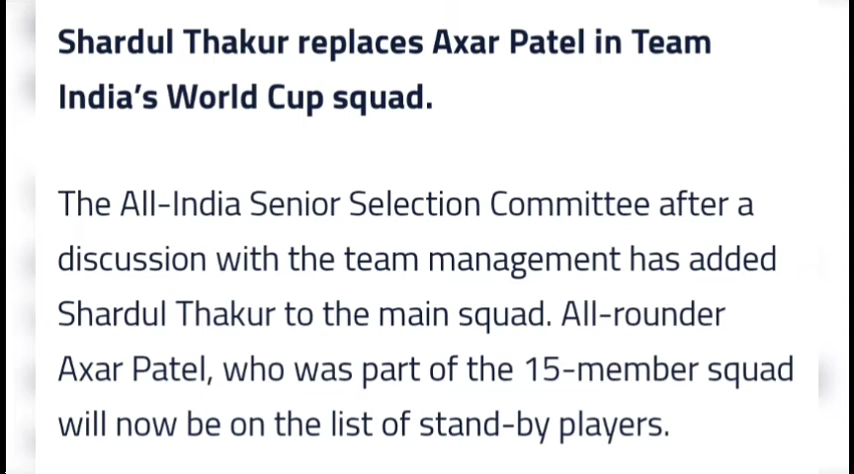 Shardul Thakur replaces Axar Patel in Team
India's World Cup squad.
The All-India Senior Selection Committee after a
discussion with the team management has added
Shardul Thakur to the main squad. All-rounder
Axar Patel, who was part of the 15-member squad
will now be on the list of stand-by players.